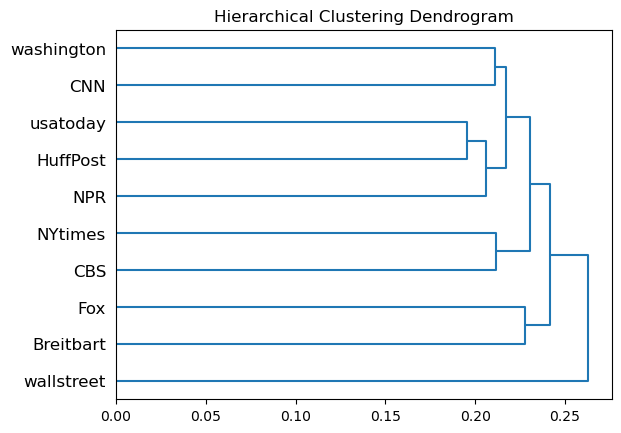 Hierarchical Clustering Dendrogram
washington
CNN
usatoday
HuffPost
NPR
NYtimes
CBS
Fox
Breitbart
wallstreet
0.00 0.05 0.10 0.15 0.20 0.25